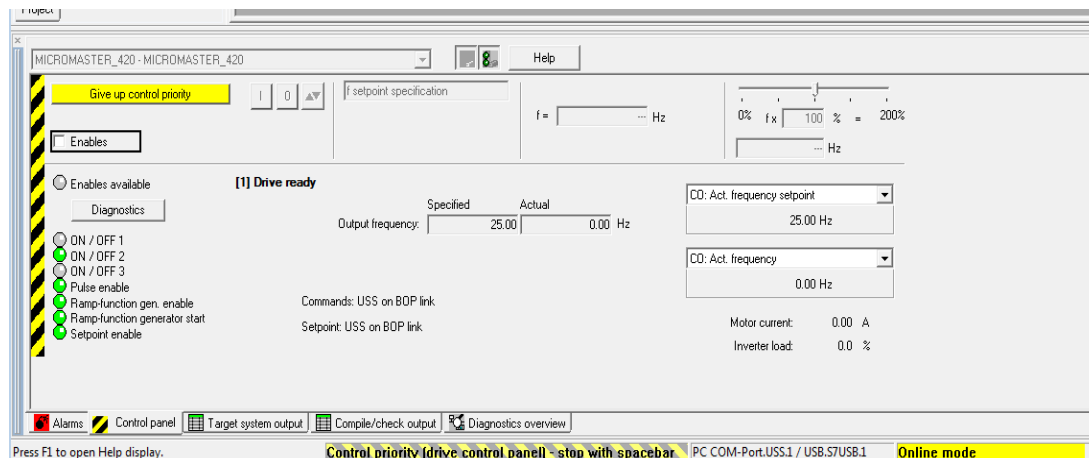 Project
MICROMASTER_420 - MICROMASTER_420
Help
Give up control priority
I
0
f setpoint specification
f =
--- Hz
0%
f x
100 % =
200%
--- Hz
Enables
Enables available
[1] Drive ready
Diagnostics
Specified
Actual
Output frequency:
25.00
0.00 Hz
CO: Act. frequency setpoint
25.00 Hz
ON / OFF 1
ON / OFF 2
ON / OFF 3
Pulse enable
Ramp-function gen. enable
Ramp-function generator start
Setpoint enable
Commands: USS on BOP link
Setpoint: USS on BOP link
CO: Act. frequency
0.00 Hz
Motor current: 0.00 A
Inverter load: 0.0 %
Alarms
Control panel
Target system output
Compile/check output
Diagnostics overview
Press F1 to open Help display.
Control priority (drive control panel) - stop with spacebar
PC COM-Port.USS.1 / USB.S7USB.1
Online mode